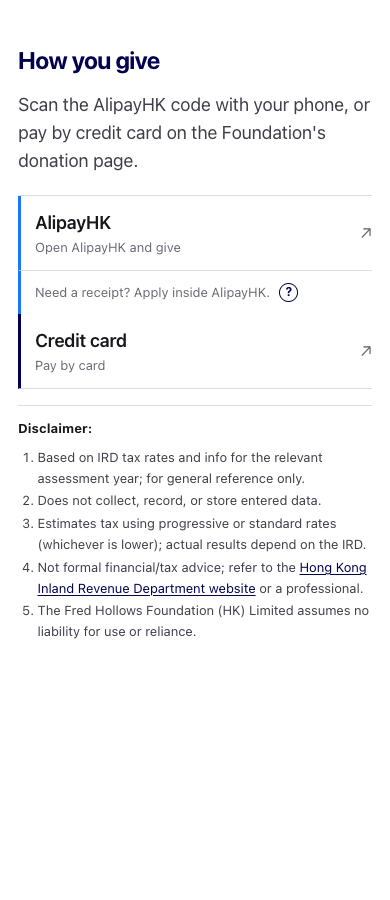 How you give
Scan the AlipayHK code with your phone, or
pay by credit card on the Foundation's
donation page.
AlipayHK
Open AlipayHK and give
Need a receipt? Apply inside AlipayHK. ?
Credit card
Pay by card
Disclaimer:
1. Based on IRD tax rates and info for the relevant
assessment year; for general reference only.
2. Does not collect, record, or store entered data.
3. Estimates tax using progressive or standard rates
(whichever is lower); actual results depend on the IRD.
4. Not formal financial/tax advice; refer to the Hong Kong
Inland Revenue Department website or a professional.
5. The Fred Hollows Foundation (HK) Limited assumes no
liability for use or reliance.